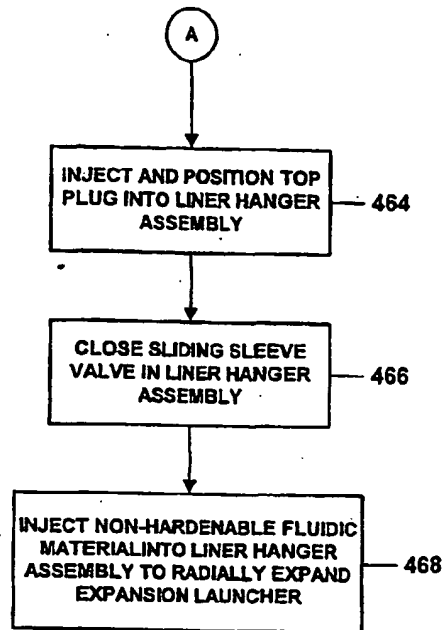 A
INJECT AND POSITION TOP
PLUG INTO LINER HANGER
ASSEMBLY
464
CLOSE SLIDING SLEEVE
VALVE IN LINER HANGER
ASSEMBLY
466
INJECT NON-HARDENABLE FLUIDIC
MATERIALINTO LINER HANGER
ASSEMBLY TO RADIALLY EXPAND
EXPANSION LAUNCHER
468